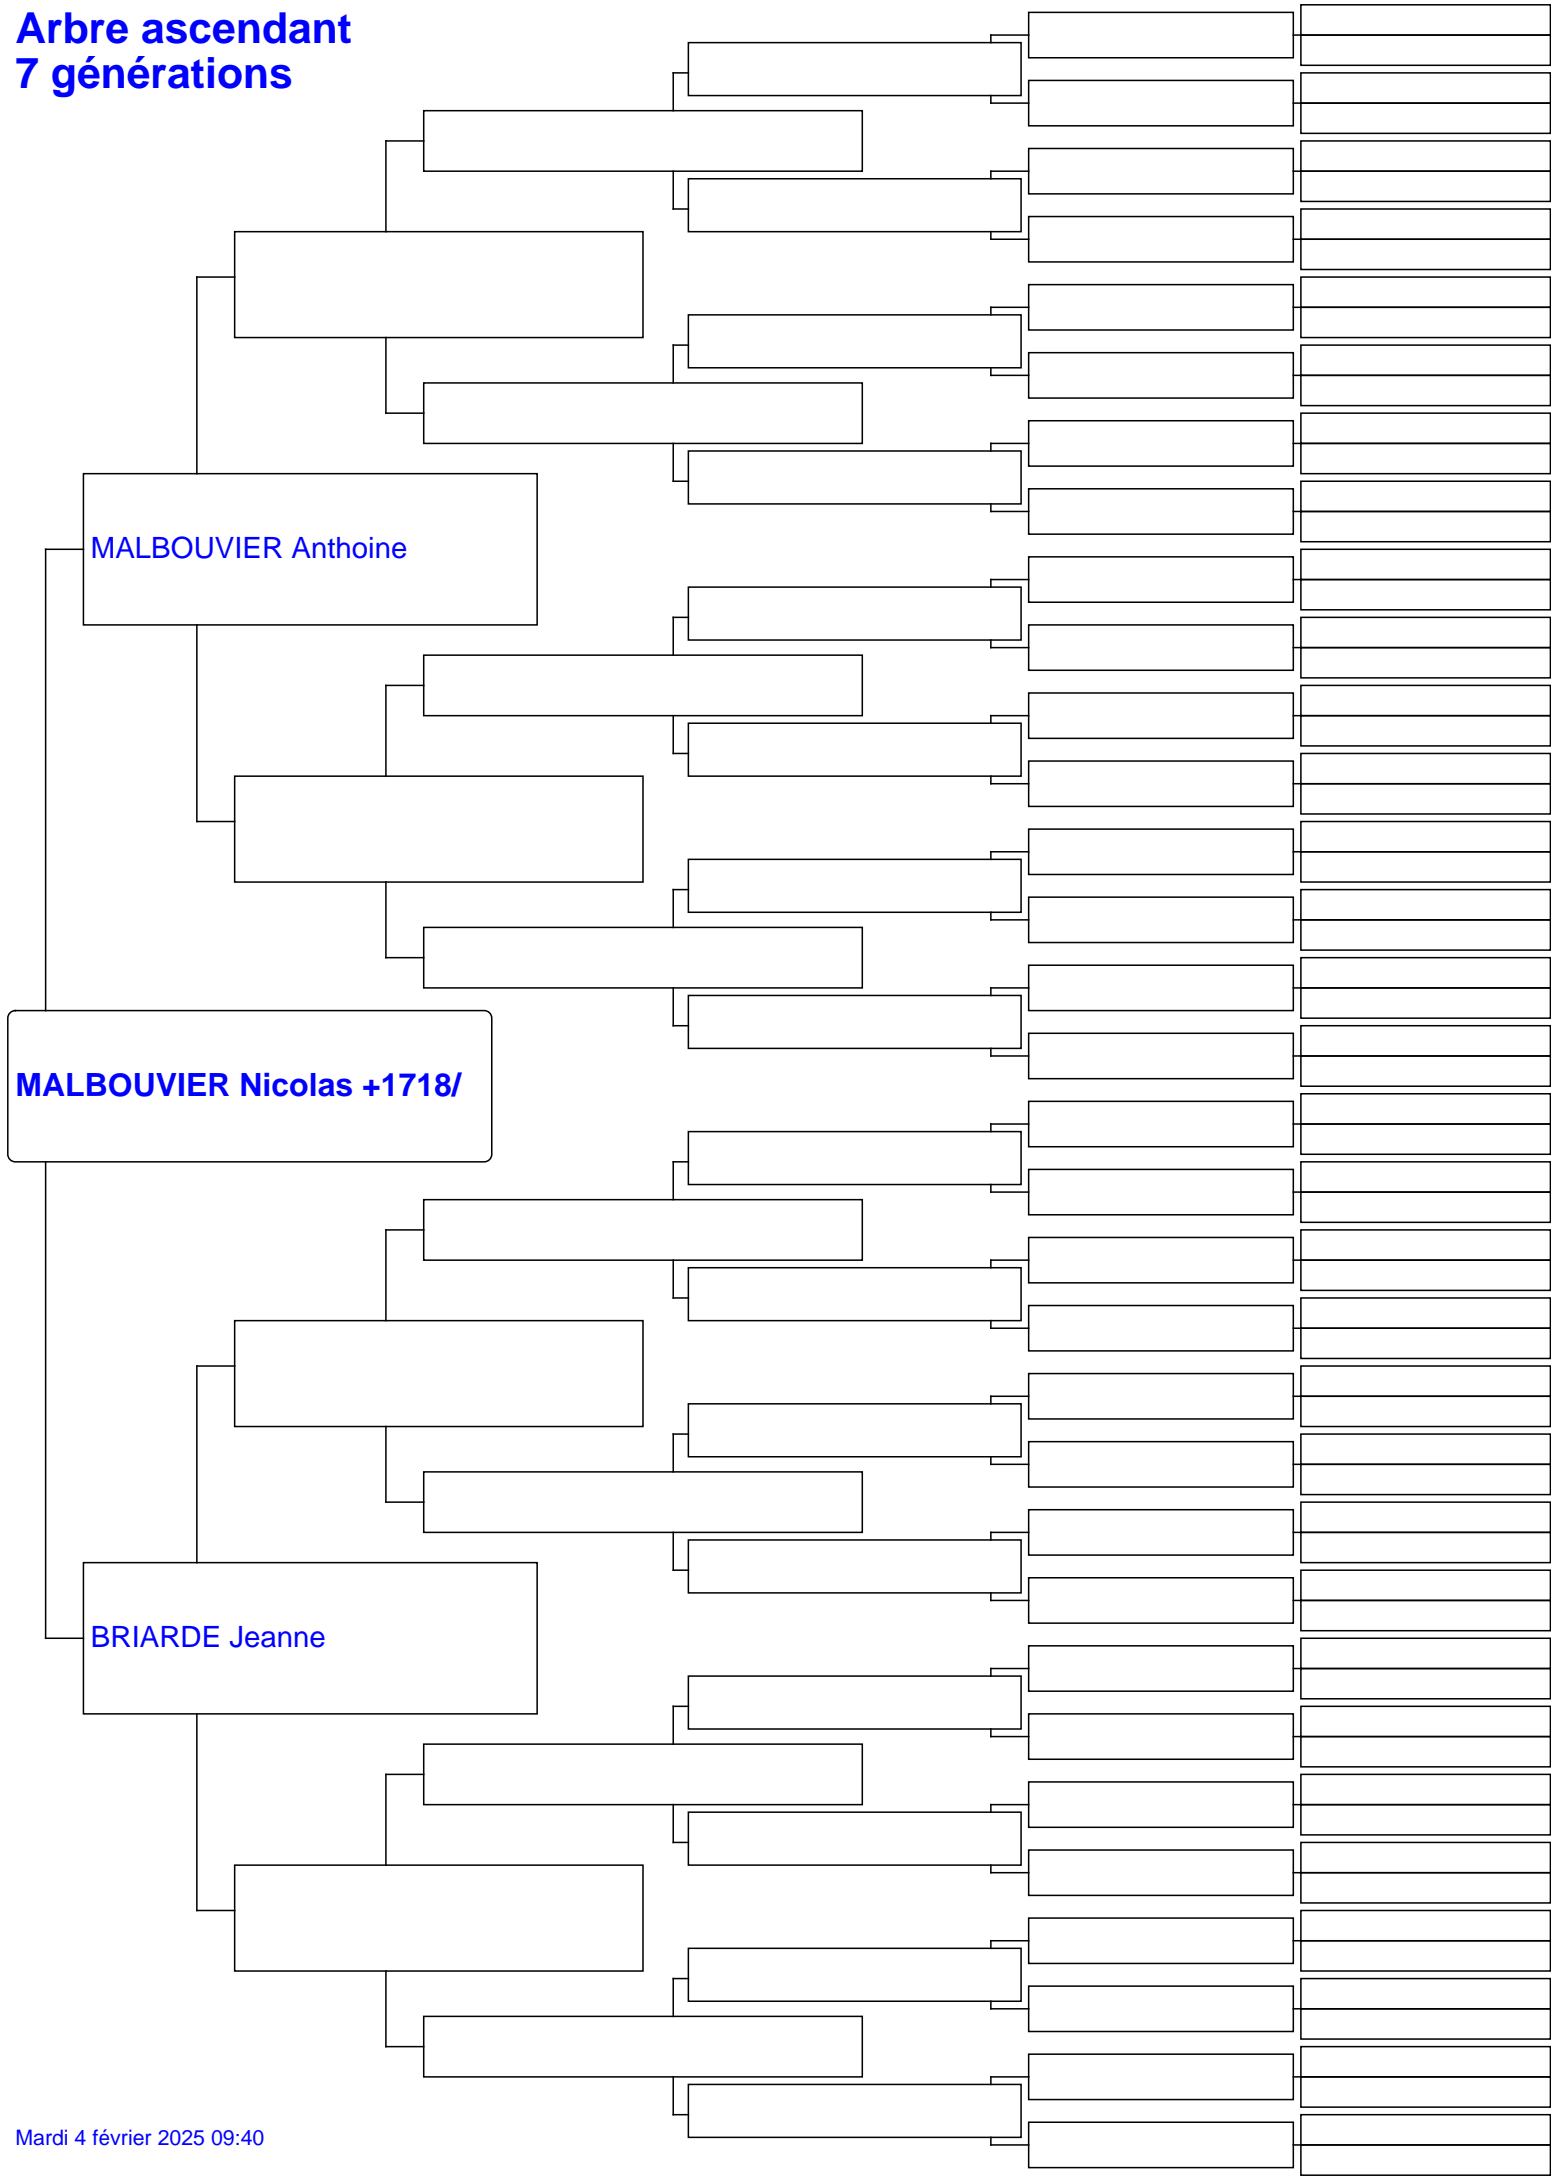 Arbre ascendant
7 générations
MALBOUVIER Anthoine
MALBOUVIER Nicolas +1718/
BRIARDE Jeanne
Mardi 4 février 2025 09:40